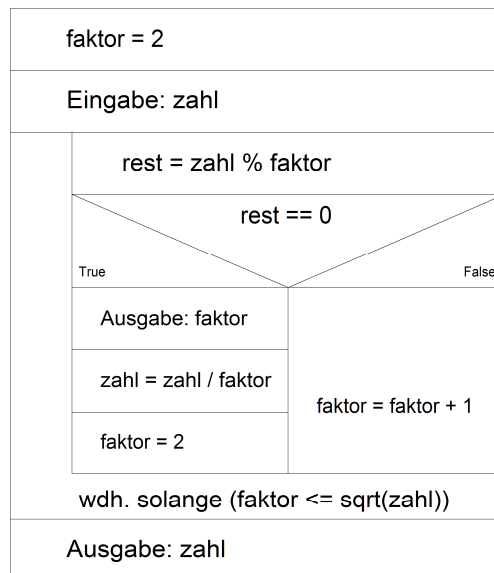 faktor = 2
Eingabe: zahl
rest = zahl % faktor
rest == 0
True
False
Ausgabe: faktor
zahl = zahl / faktor
faktor = faktor + 1
faktor = 2
wdh. solange (faktor <= sqrt(zahl))
Ausgabe: zahl